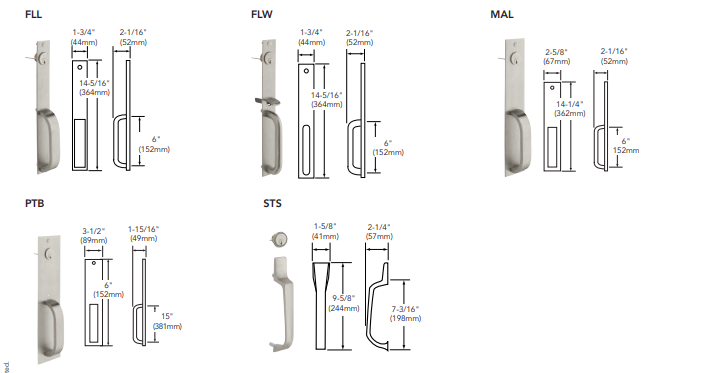 FLL
1-3/4"
(44mm)
2-1/16"
(52mm)
14-5/16"
(364mm)
6"
(152mm)
FLW
1-3/4"
(44mm)
2-1/16"
(52mm)
14-5/16"
(364mm)
6"
(152mm)
MAL
2-5/8"
(67mm)
2-1/16"
(52mm)
14-1/4"
(362mm)
6"
152mm
PTB
3-1/2"
(89mm)
1-15/16"
(49mm)
6"
(152mm)
15"
(381mm)
STS
1-5/8"
(41mm)
2-1/4"
(57mm)
9-5/8"
(244mm)
7-3/16"
(198mm)
ted.